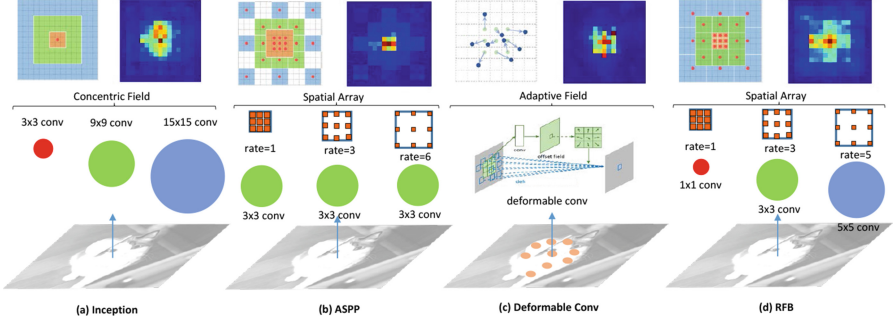 Concentric Field
3x3 conv
9x9 conv
15x15 conv
(a) Inception
Spatial Array
rate=1
rate=3
rate=6
3x3 conv
3x3 conv
3x3 conv
(b) ASPP
Adaptive Field
conv
offset field
deformable conv
(c) Deformable Conv
Spatial Array
rate=1
rate=3
rate=5
1x1 conv
3x3 conv
5x5 conv
(d) RFB